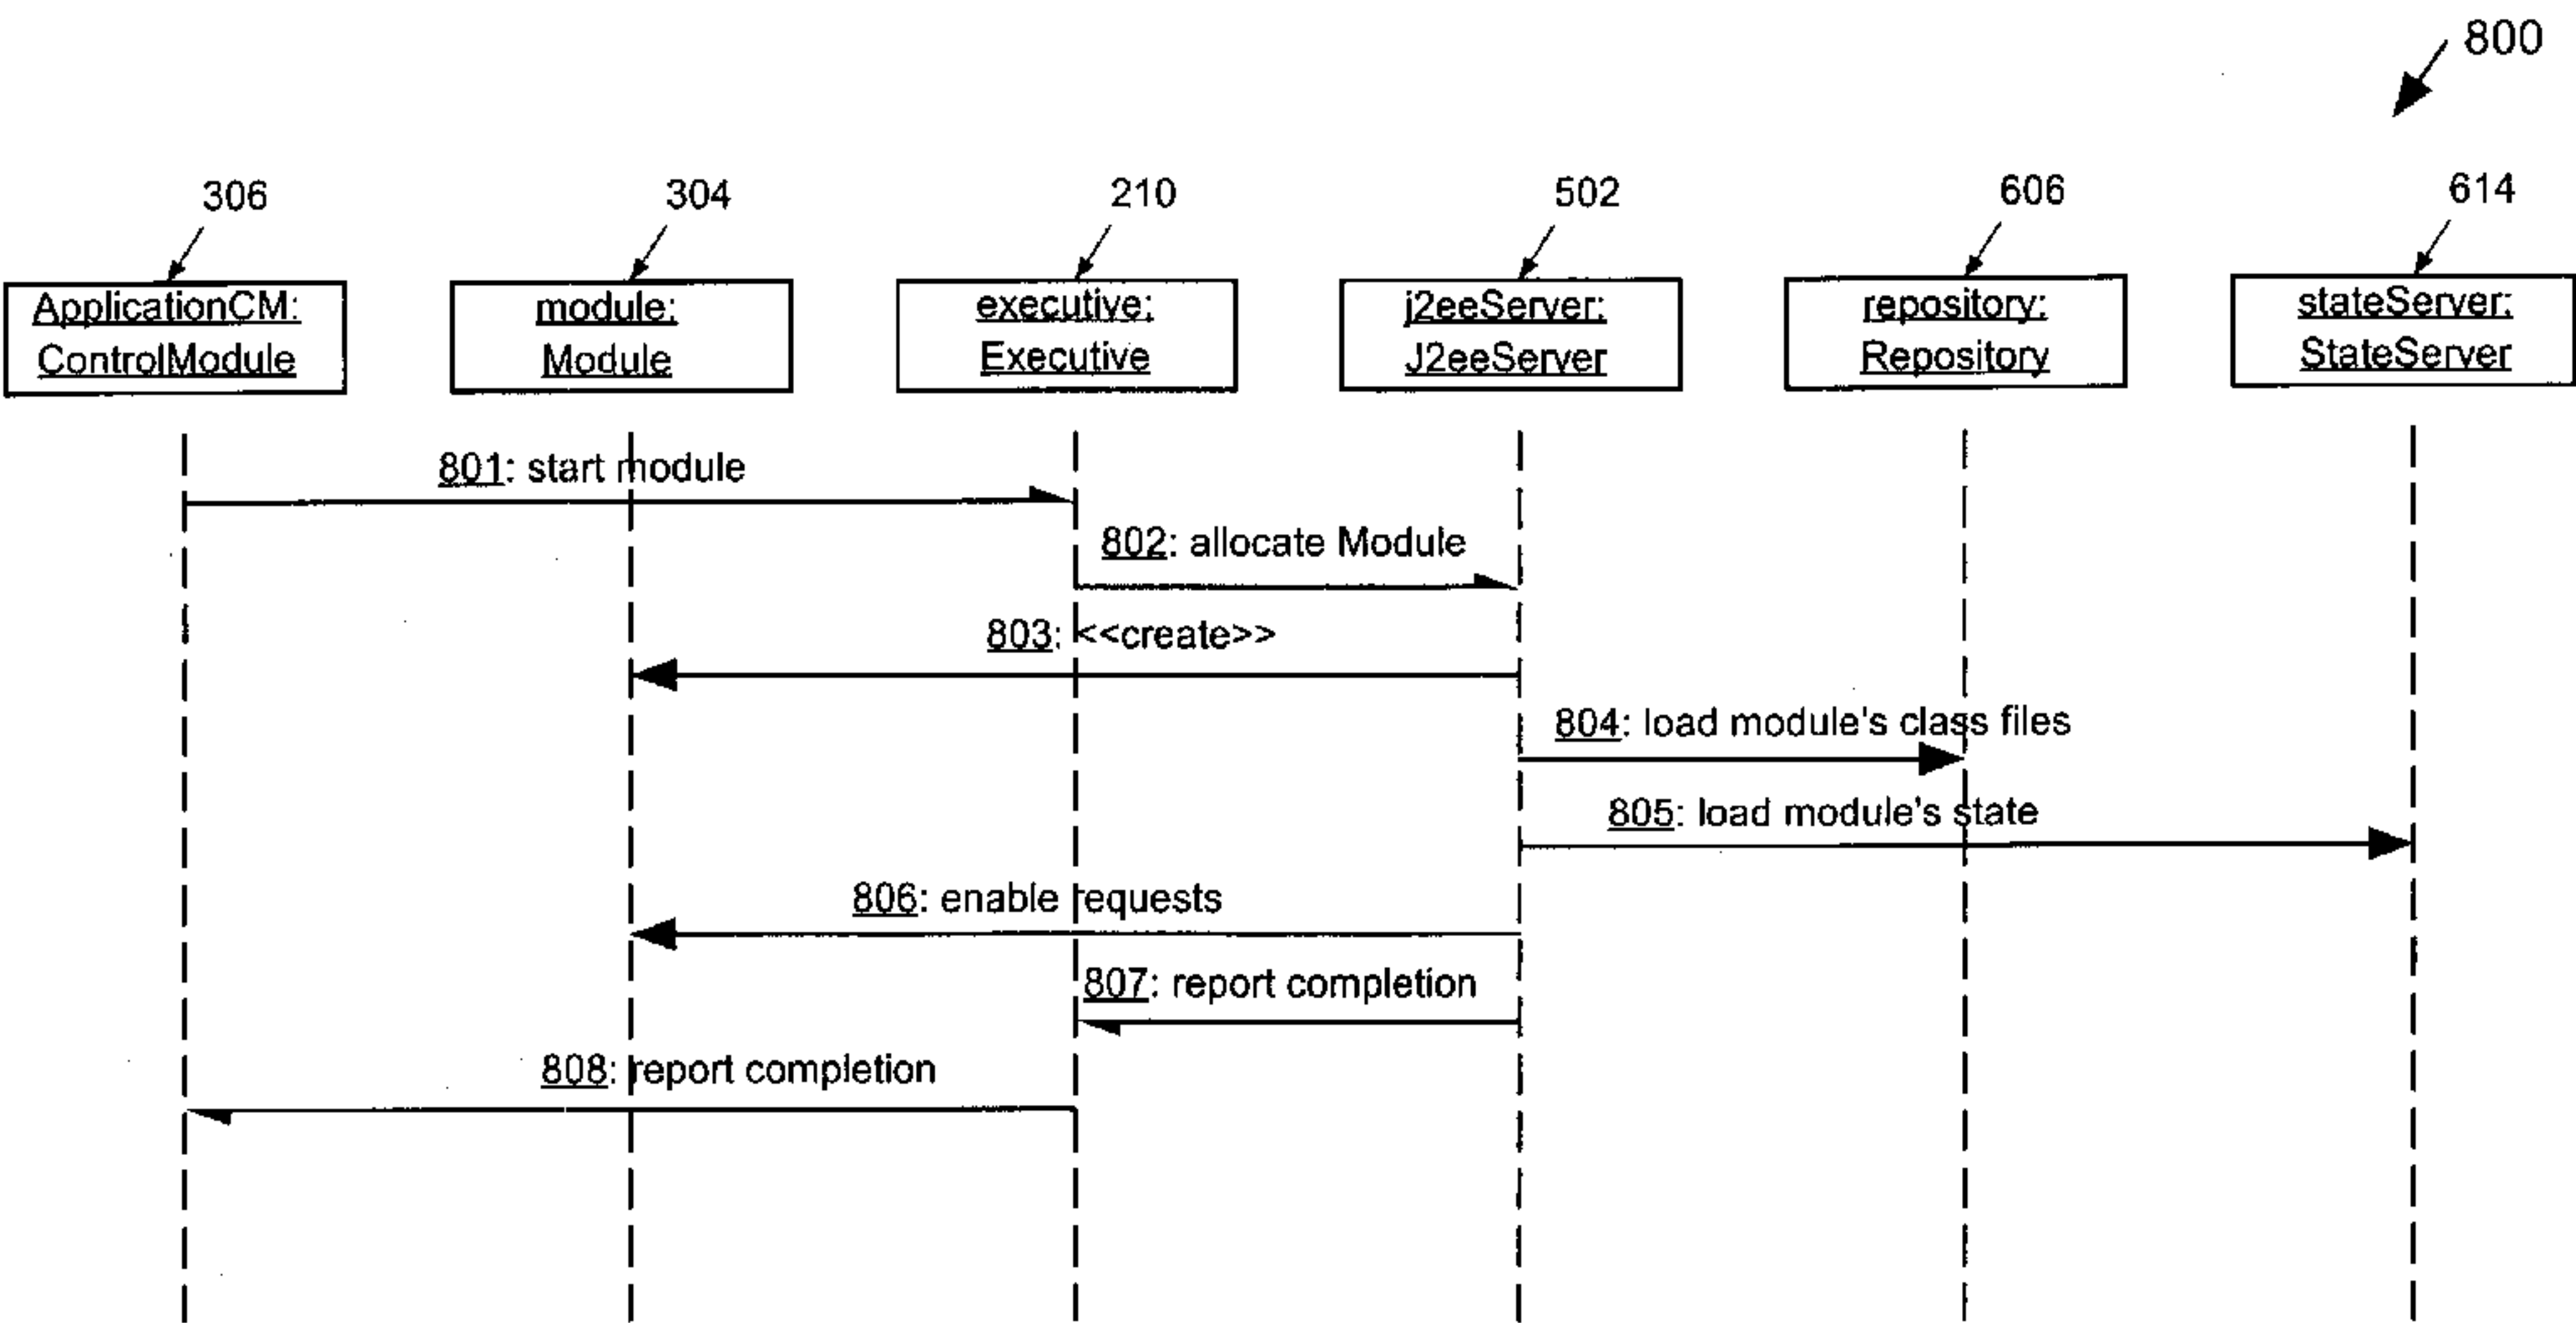 800
306
304
210
502
606
614
ApplicationCM:
ControlModule
module:
Module
executive:
Executive
j2eeServer:
J2eeServer
repository:
Repository
stateServer:
StateServer
801: start module
802: allocate Module
803: <<create>>
804: load module's class files
805: load module's state
806: enable requests
807: report completion
808: report completion